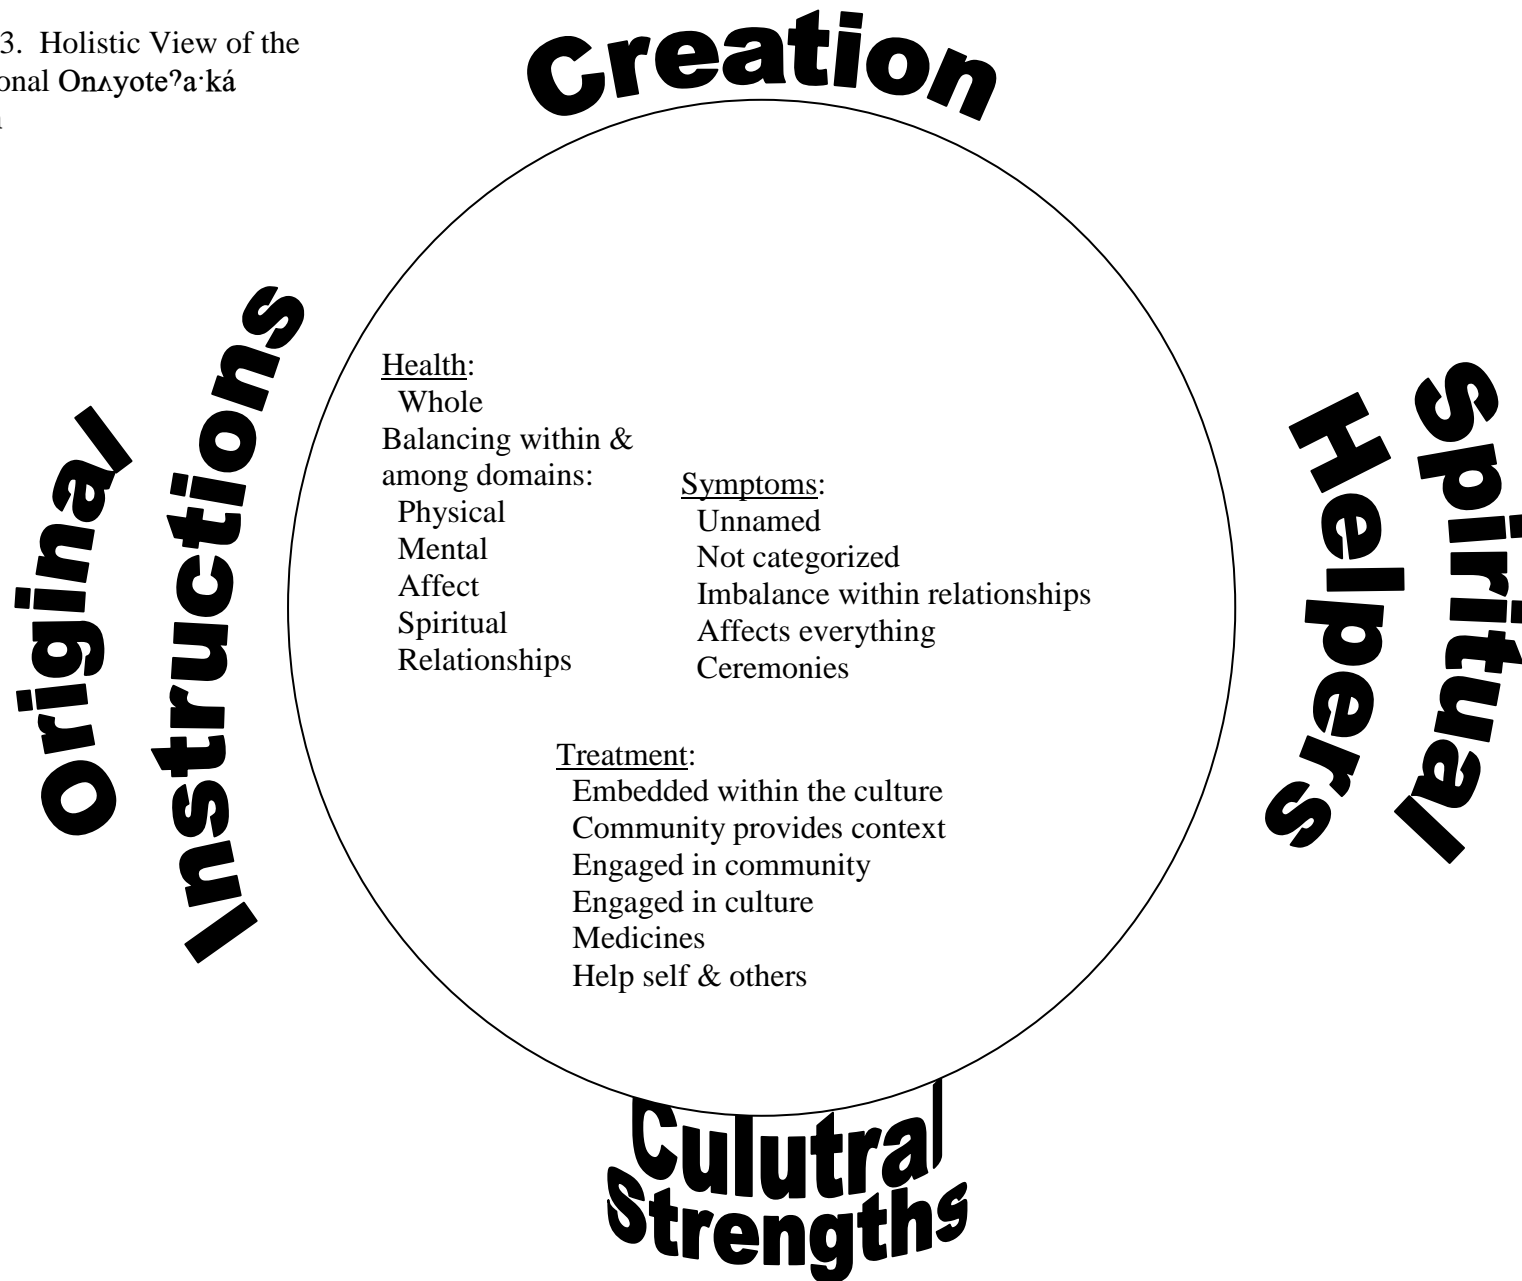 3. Holistic View of the
onal Onʌyoteˀa·ká
Creation
Original
Instructions
Spiritual
Helpers
Health:
Whole
Balancing within &
among domains:
Physical
Mental
Affect
Spiritual
Relationships
Symptoms:
Unnamed
Not categorized
Imbalance within relationships
Affects everything
Ceremonies
Treatment:
Embedded within the culture
Community provides context
Engaged in community
Engaged in culture
Medicines
Help self & others
Culutral
Strengths